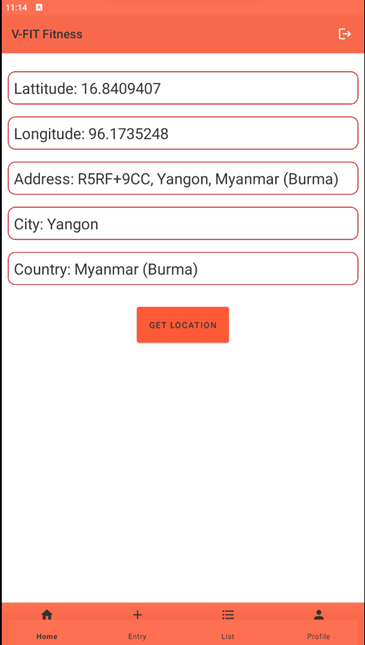 11:14 A
V-FIT Fitness
Lattitude: 16.8409407
Longitude: 96.1735248
Address: R5RF+9CC, Yangon, Myanmar (Burma)
City: Yangon
Country: Myanmar (Burma)
GET LOCATION
Home Entry List Profile